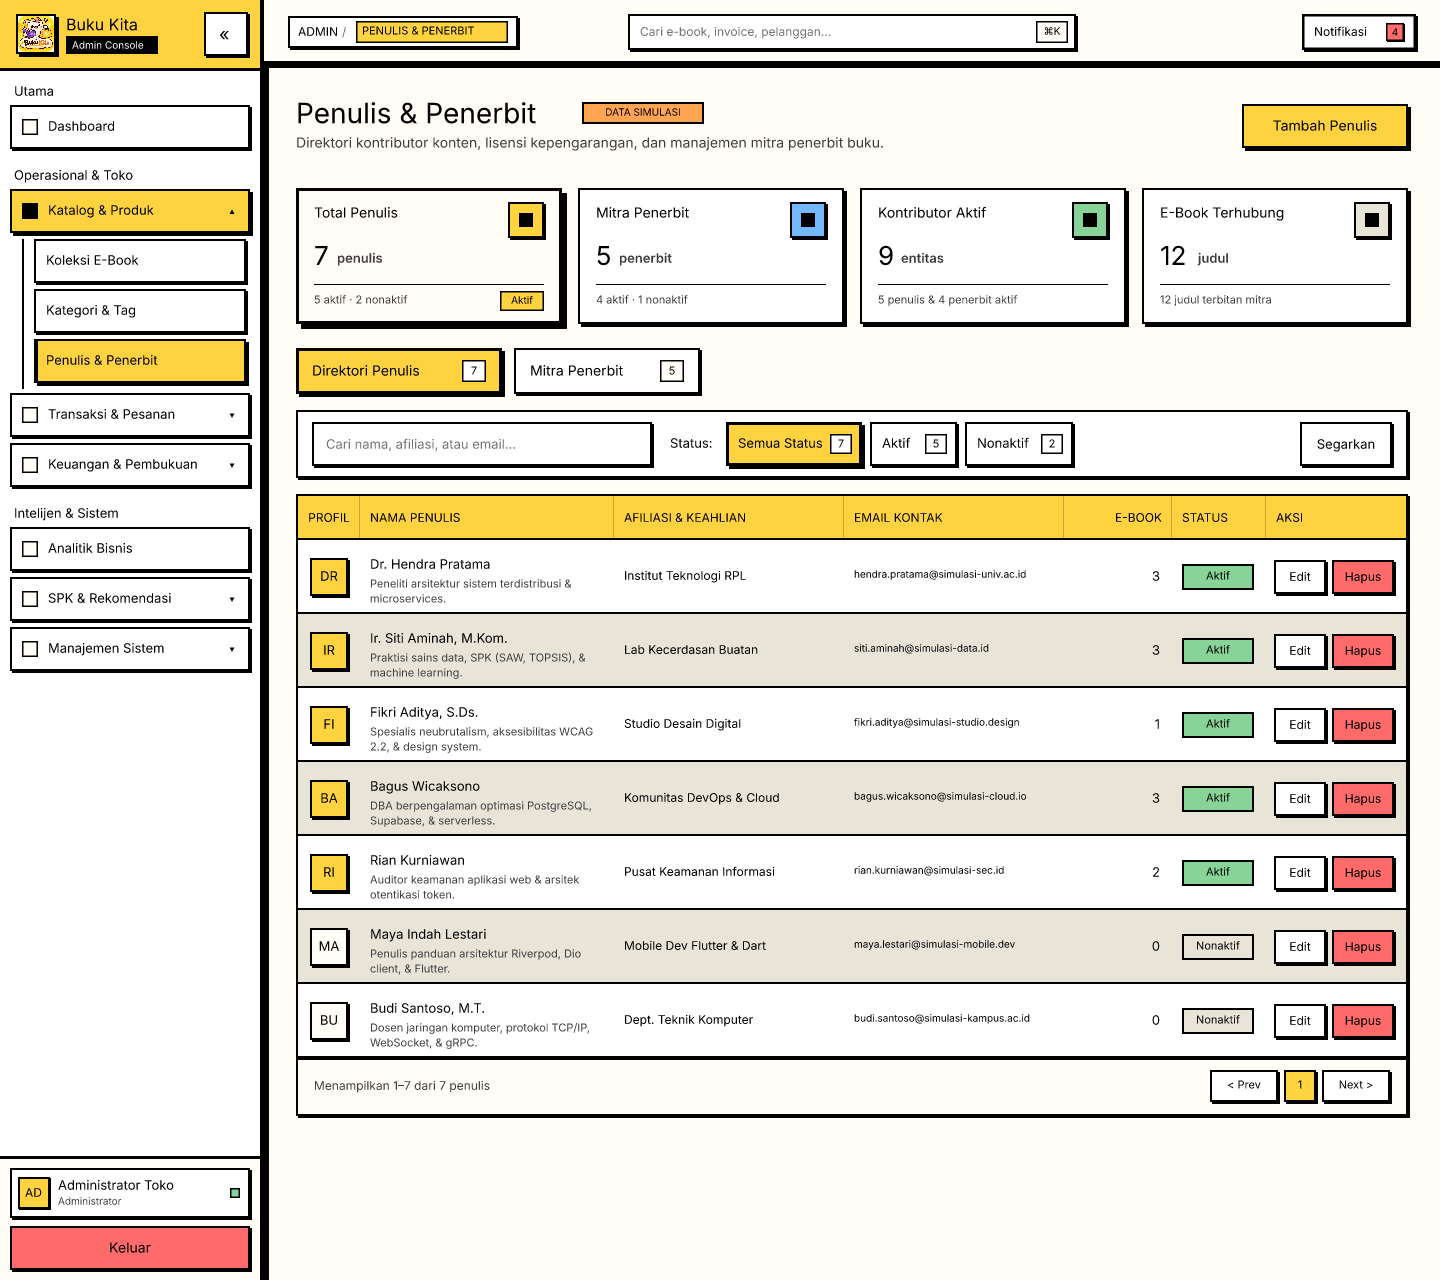 Buku Kita
Admin Console
«
Utama
Dashboard
Operasional & Toko
Katalog & Produk ▴
Koleksi E-Book
Kategori & Tag
Penulis & Penerbit
Transaksi & Pesanan ▾
Keuangan & Pembukuan ▾
Intelijen & Sistem
Analitik Bisnis
SPK & Rekomendasi ▾
Manajemen Sistem ▾
AD
Administrator Toko
Administrator
Keluar
ADMIN / PENULIS & PENERBIT
Cari e-book, invoice, pelanggan... ⌘K
Notifikasi 4
Penulis & Penerbit DATA SIMULASI
Direktori kontributor konten, lisensi kepengarangan, dan manajemen mitra penerbit buku.
Tambah Penulis
Total Penulis
7 penulis
5 aktif · 2 nonaktif Aktif
Mitra Penerbit
5 penerbit
4 aktif · 1 nonaktif
Kontributor Aktif
9 entitas
5 penulis & 4 penerbit aktif
E-Book Terhubung
12 judul
12 judul terbitan mitra
Direktori Penulis 7
Mitra Penerbit 5
Cari nama, afiliasi, atau email...
Status:
Semua Status 7
Aktif 5
Nonaktif 2
Segarkan
PROFIL NAMA PENULIS AFILIASI & KEAHLIAN EMAIL KONTAK E-BOOK STATUS AKSI
DR
Dr. Hendra Pratama
Peneliti arsitektur sistem terdistribusi &
microservices.
Institut Teknologi RPL
hendra.pratama@simulasi-univ.ac.id
3
Aktif
Edit
Hapus
IR
Ir. Siti Aminah, M.Kom.
Praktisi sains data, SPK (SAW, TOPSIS), &
machine learning.
Lab Kecerdasan Buatan
siti.aminah@simulasi-data.id
3
Aktif
Edit
Hapus
FI
Fikri Aditya, S.Ds.
Spesialis neubrutalism, aksesibilitas WCAG
2.2, & design system.
Studio Desain Digital
fikri.aditya@simulasi-studio.design
1
Aktif
Edit
Hapus
BA
Bagus Wicaksono
DBA berpengalaman optimasi PostgreSQL,
Supabase, & serverless.
Komunitas DevOps & Cloud
bagus.wicaksono@simulasi-cloud.io
3
Aktif
Edit
Hapus
RI
Rian Kurniawan
Auditor keamanan aplikasi web & arsitek
otentikasi token.
Pusat Keamanan Informasi
rian.kurniawan@simulasi-sec.id
2
Aktif
Edit
Hapus
MA
Maya Indah Lestari
Penulis panduan arsitektur Riverpod, Dio
client, & Flutter.
Mobile Dev Flutter & Dart
maya.lestari@simulasi-mobile.dev
0
Nonaktif
Edit
Hapus
BU
Budi Santoso, M.T.
Dosen jaringan komputer, protokol TCP/IP,
WebSocket, & gRPC.
Dept. Teknik Komputer
budi.santoso@simulasi-kampus.ac.id
0
Nonaktif
Edit
Hapus
Menampilkan 1–7 dari 7 penulis
< Prev
1
Next >